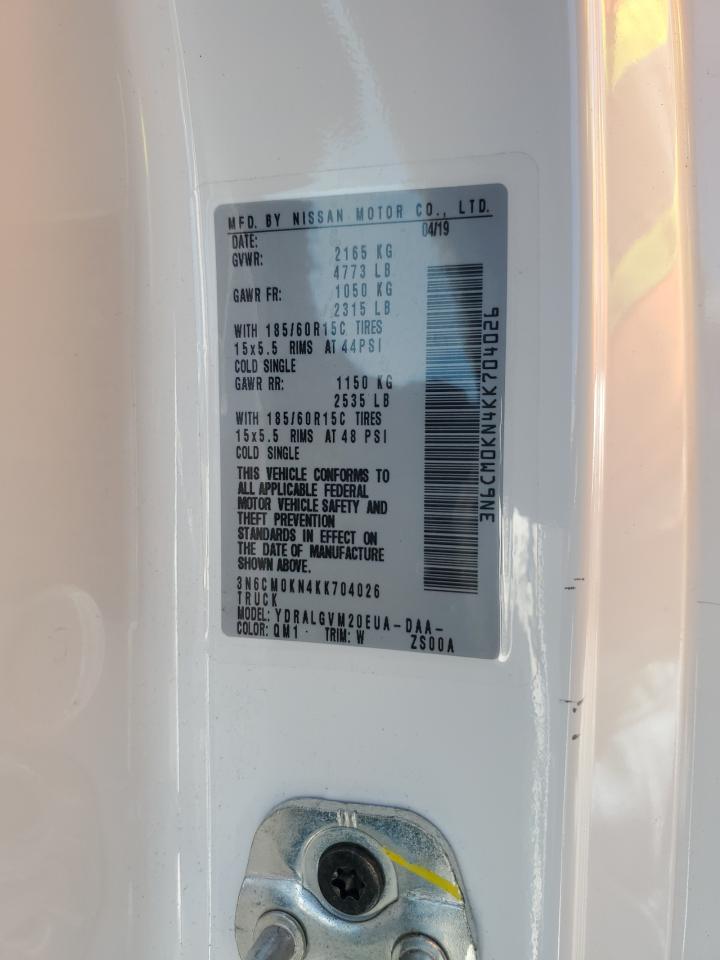 MFD. BY NISSAN MOTOR CO., LTD.
DATE: 04/19
GVWR: 2165 KG
4773 LB
GAWR FR: 1050 KG
2315 LB
WITH 185/60R15C TIRES
15x5.5 RIMS AT 44PSI
COLD SINGLE
GAWR RR: 1150 KG
2535 LB
WITH 185/60R15C TIRES
15x5.5 RIMS AT 48 PSI
COLD SINGLE
THIS VEHICLE CONFORMS TO
ALL APPLICABLE FEDERAL
MOTOR VEHICLE SAFETY AND
THEFT PREVENTION
STANDARDS IN EFFECT ON
THE DATE OF MANUFACTURE
SHOWN ABOVE.
3N6CM0KN4KK704026
TRUCK
MODEL: YDRALGVM20EUA-DAA-
COLOR: QM1 TRIM: W ZS00A
3N6CM0KN4KK704026